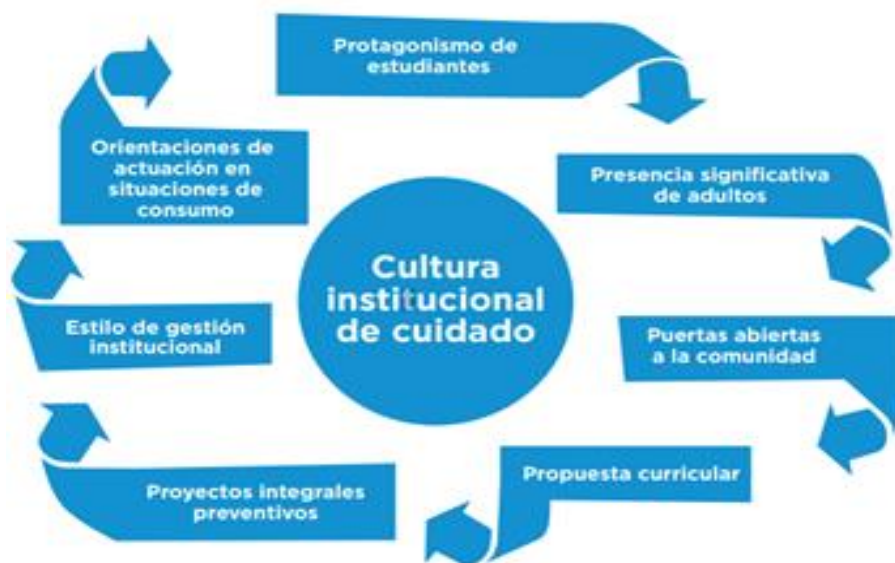 Protagonismo de
estudiantes
Presencia significativa
de adultos
Puertas abiertas
a la comunidad
Propuesta curricular
Proyectos integrales
preventivos
Estilo de gestión
institucional
Orientaciones de
actuación en
situaciones de
consumo
Cultura
institucional
de cuidado